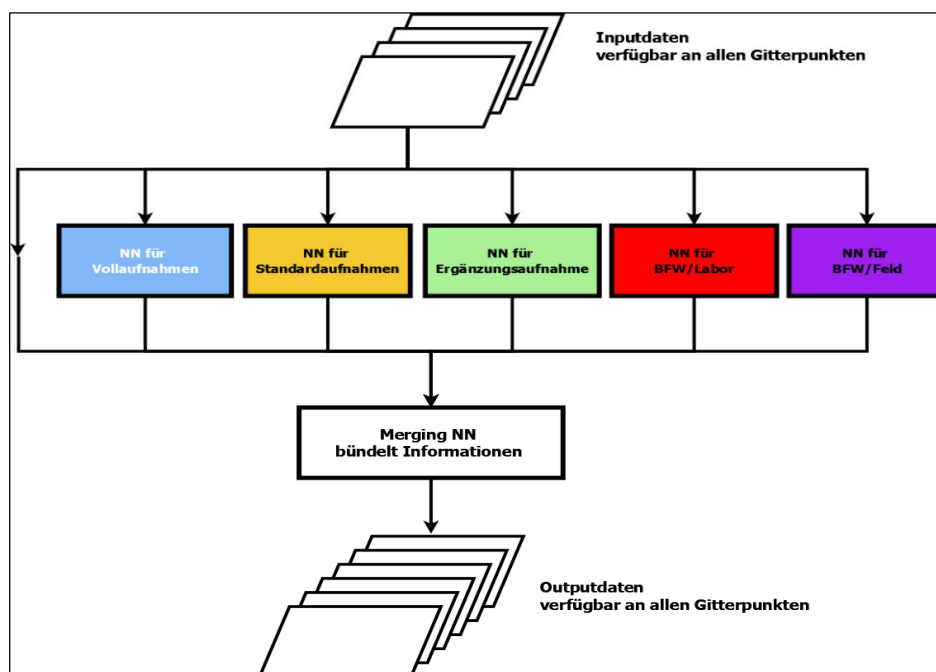 Inputdaten
verfügbar an allen Gitterpunkten
NN für
Vollaufnahmen
NN für
Standardaufnahmen
NN für
Ergänzungsaufnahme
NN für
BFW/Labor
NN für
BFW/Feld
Merging NN
bündelt Informationen
Outputdaten
verfügbar an allen Gitterpunkten